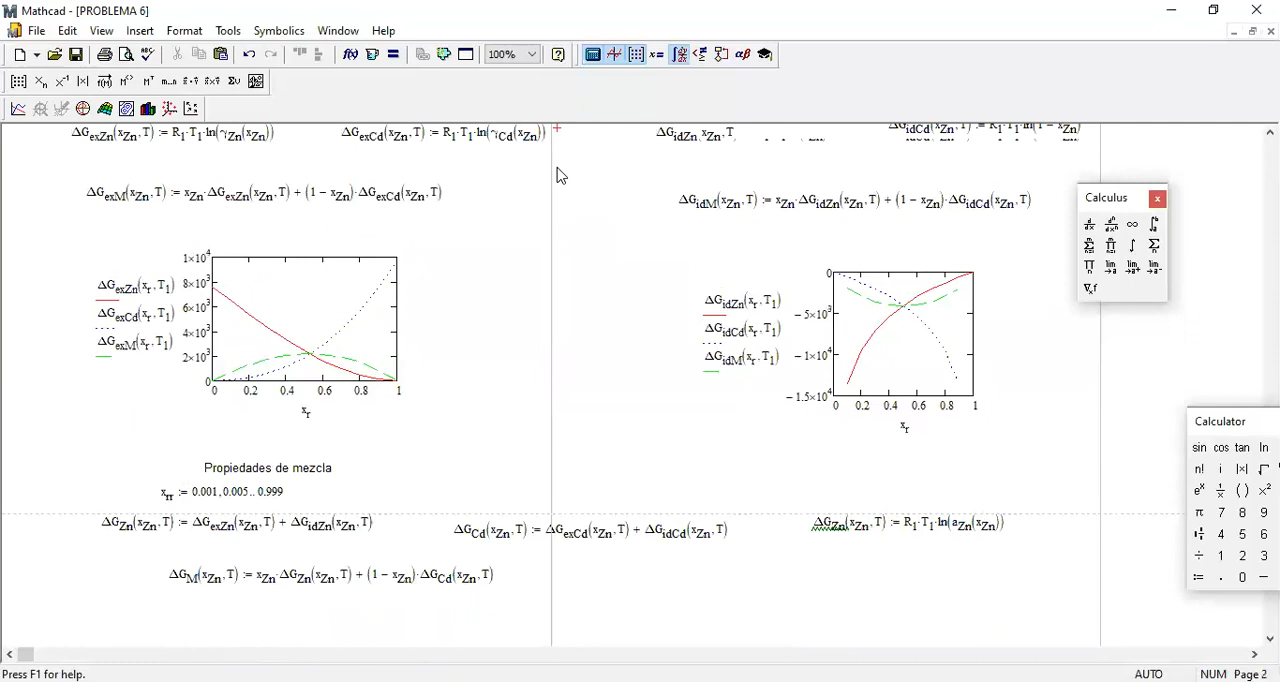 Mathcad - [PROBLEMA 6]
File Edit View Insert Format Tools Symbolics Window Help
100%
ΔG_exZn(x_Zn, T) := R_1·T_1·ln(γ_Zn(x_Zn))
ΔG_exCd(x_Zn, T) := R_1·T_1·ln(γ_Cd(x_Zn))
ΔG_idZn(x_Zn, T
ΔG_idCd(x_Zn, T) := R_1·T_1·ln(1 − x_Zn)
ΔG_exM(x_Zn, T) := x_Zn·ΔG_exZn(x_Zn, T) + (1 − x_Zn)·ΔG_exCd(x_Zn, T)
ΔG_idM(x_Zn, T) := x_Zn·ΔG_idZn(x_Zn, T) + (1 − x_Zn)·ΔG_idCd(x_Zn, T)
Calculus
ΔG_exZn(x_r, T_1)
ΔG_exCd(x_r, T_1)
ΔG_exM(x_r, T_1)
1×10^4
8×10^3
6×10^3
4×10^3
2×10^3
0
0 0.2 0.4 0.6 0.8 1
x_r
ΔG_idZn(x_r, T_1)
ΔG_idCd(x_r, T_1)
ΔG_idM(x_r, T_1)
0
−5×10^3
−1×10^4
−1.5×10^4
0 0.2 0.4 0.6 0.8 1
x_r
Calculator
sin cos tan ln
n! i |×| √
e^x 1/x ( ) x²
π 7 8 9
4 5 6
÷ 1 2 3
:= . 0 −
Propiedades de mezcla
x_rr := 0.001, 0.005.. 0.999
ΔG_Zn(x_Zn, T) := ΔG_exZn(x_Zn, T) + ΔG_idZn(x_Zn, T)
ΔG_Cd(x_Zn, T) := ΔG_exCd(x_Zn, T) + ΔG_idCd(x_Zn, T)
ΔG_Zn(x_Zn, T) := R_1·T_1·ln(a_Zn(x_Zn))
ΔG_M(x_Zn, T) := x_Zn·ΔG_Zn(x_Zn, T) + (1 − x_Zn)·ΔG_Cd(x_Zn, T)
Press F1 for help.
AUTO NUM Page 2